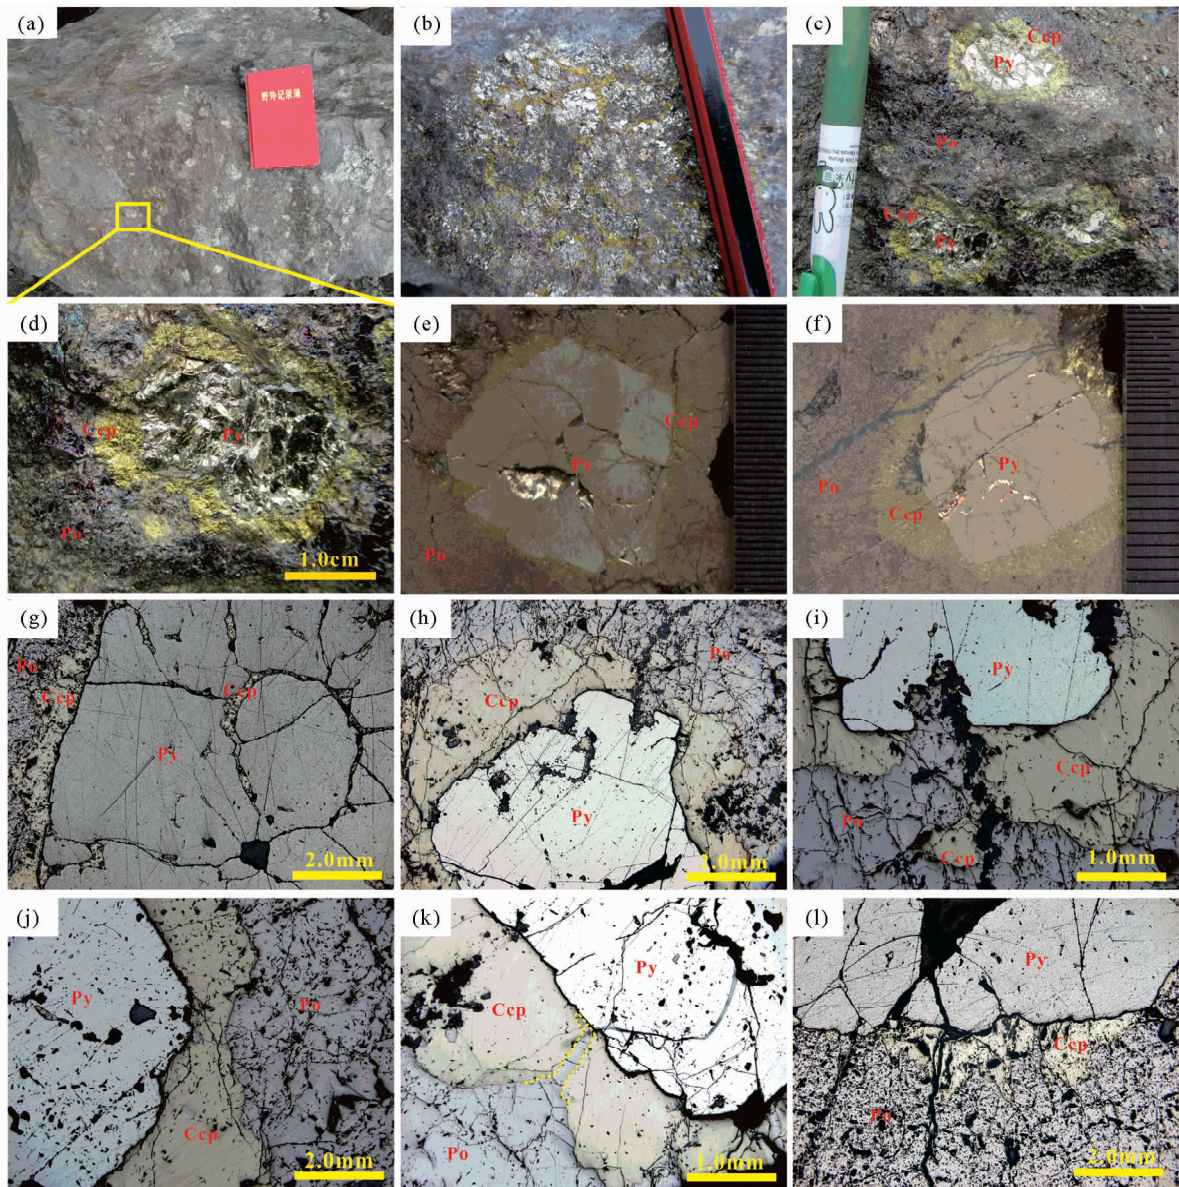 (a)
野外记录簿
(b)
(c)
Ccp
Py
Po
Ccp
Py
(d)
Ccp
Py
Po
1.0cm
(e)
Ccp
Py
Po
(f)
Py
Po
Ccp
(g)
Po
Ccp
Ccp
Py
2.0mm
(h)
Po
Ccp
Py
2.0mm
(i)
Py
Ccp
Po
Ccp
1.0mm
(j)
Py
Po
Ccp
2.0mm
(k)
Py
Ccp
Po
1.0mm
(l)
Py
Ccp
Po
2.0mm